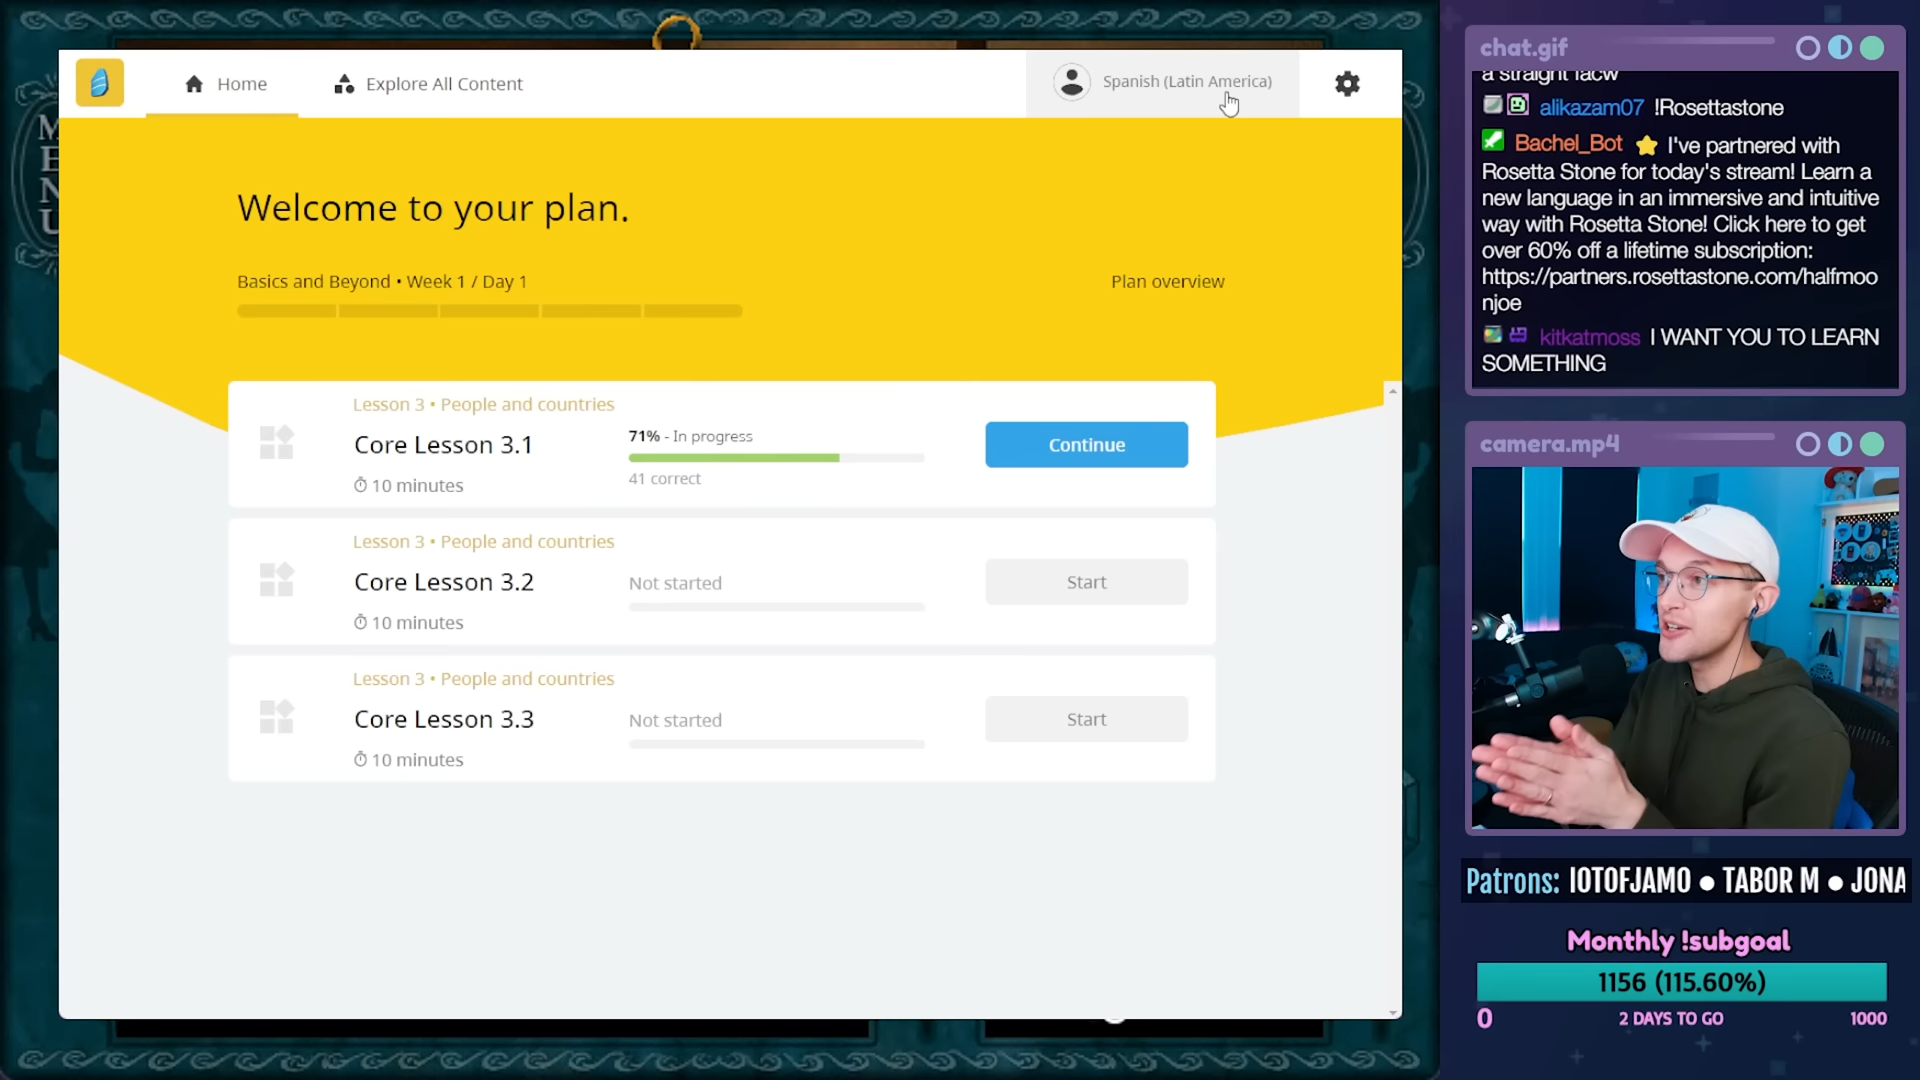 Home
Explore All Content
Spanish (Latin America)
MENU
Welcome to your plan.
Basics and Beyond • Week 1 / Day 1
Plan overview
Lesson 3 • People and countries
Core Lesson 3.1
10 minutes
71% - In progress
41 correct
Continue
Lesson 3 • People and countries
Core Lesson 3.2
10 minutes
Not started
Start
Lesson 3 • People and countries
Core Lesson 3.3
10 minutes
Not started
Start
chat.gif
a straight facw
alikazam07 !Rosettastone
Bachel_Bot ⭐ I've partnered with
Rosetta Stone for today's stream! Learn a
new language in an immersive and intuitive
way with Rosetta Stone! Click here to get
over 60% off a lifetime subscription:
https://partners.rosettastone.com/halfmoo
njoe
kitkatmoss I WANT YOU TO LEARN
SOMETHING
camera.mp4
Patrons: IOTOFJAMO ● TABOR M ● JONA
Monthly !subgoal
1156 (115.60%)
0
2 DAYS TO GO
1000